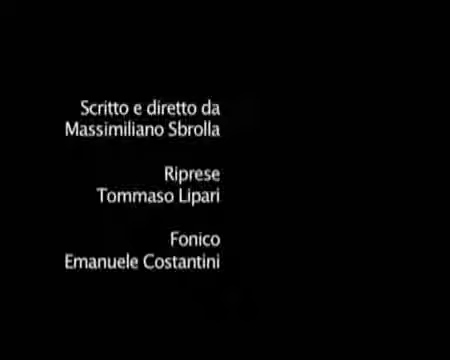 Scritto e diretto da
Massimiliano Sbrolla
Riprese
Tommaso Lipari
Fonico
Emanuele Costantini